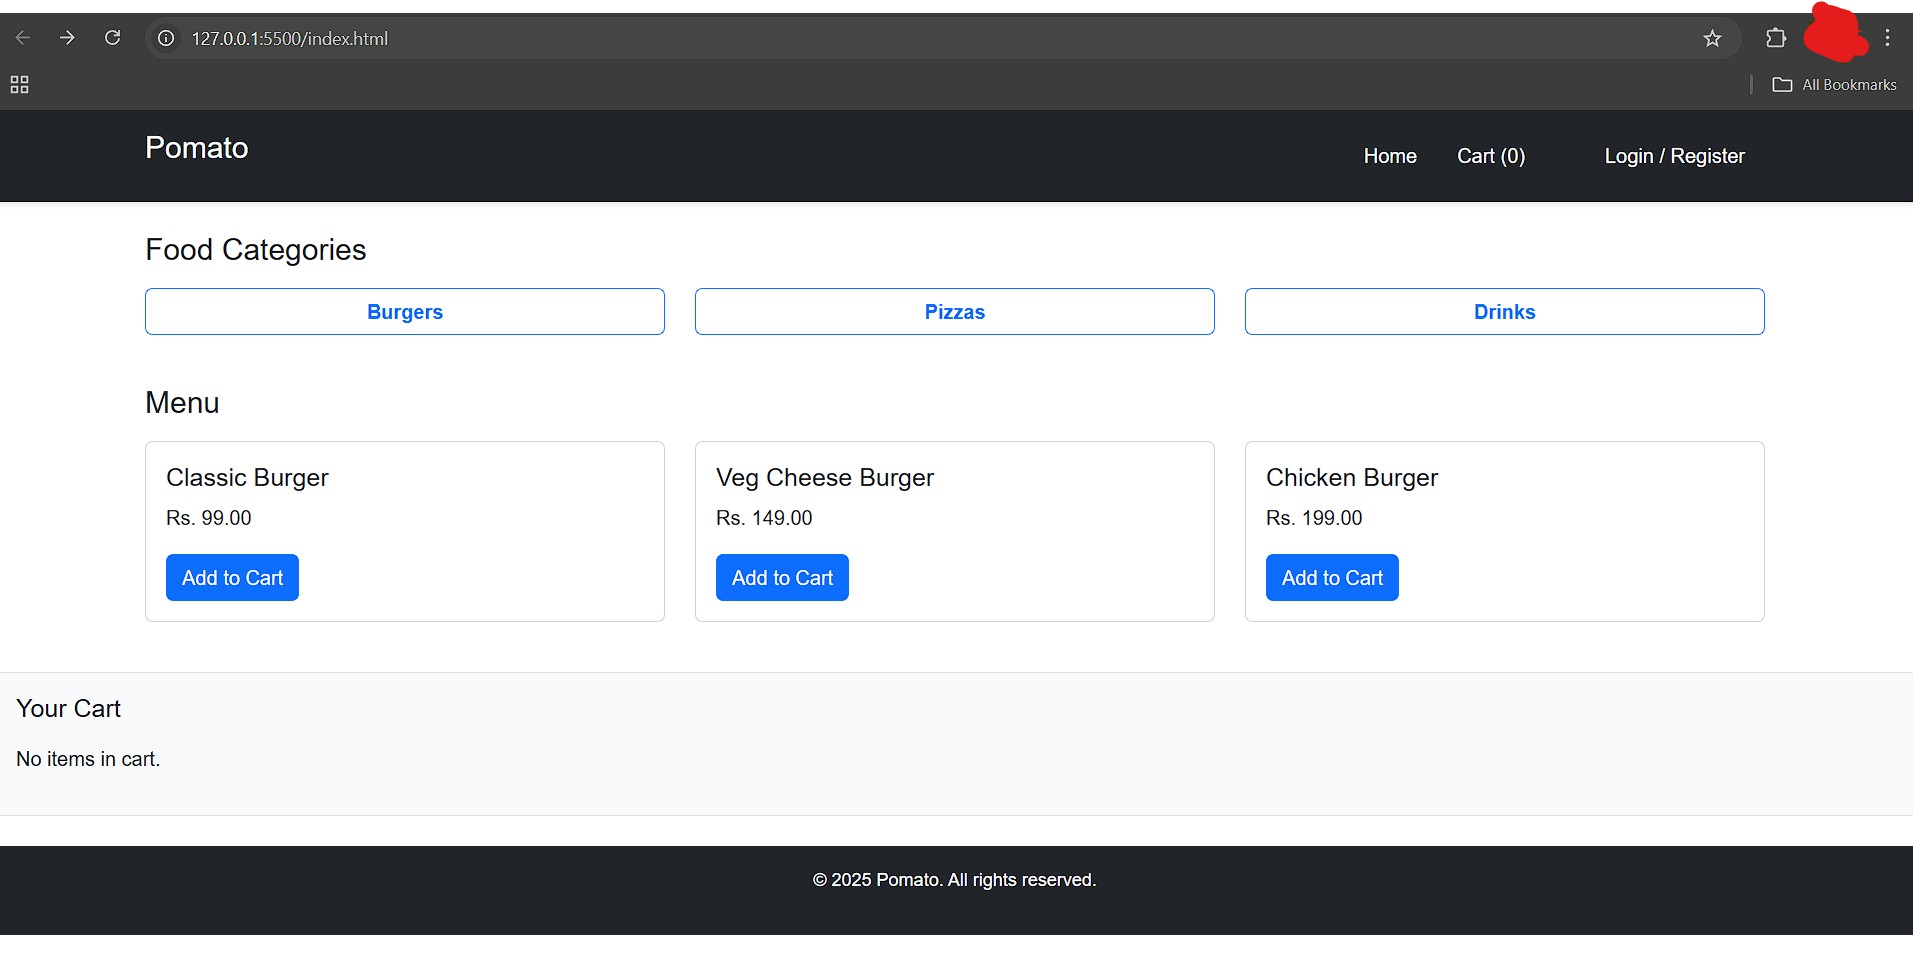 127.0.0.1:5500/index.html
All Bookmarks
Pomato
Home Cart (0) Login / Register
Food Categories
Burgers Pizzas Drinks
Menu
Classic Burger Veg Cheese Burger Chicken Burger
Rs. 99.00 Rs. 149.00 Rs. 199.00
Add to Cart Add to Cart Add to Cart
Your Cart
No items in cart.
© 2025 Pomato. All rights reserved.